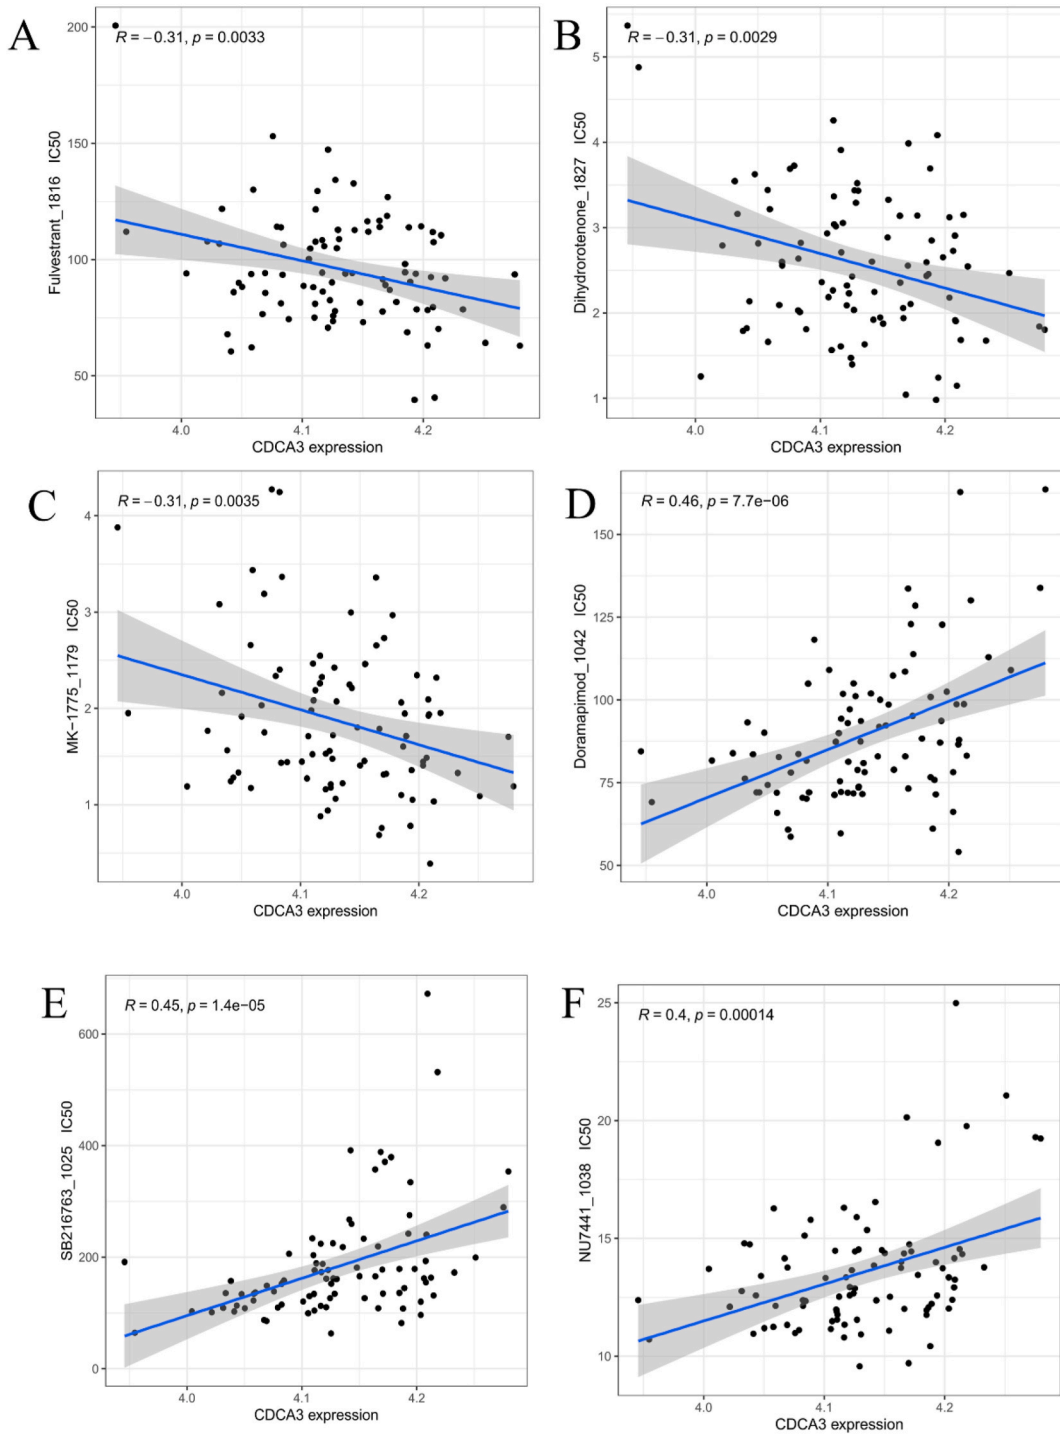 A
R = −0.31, p = 0.0033
200
150
100
50
Fulvestrant_1816 IC50
4.0 4.1 4.2
CDCA3 expression
B
R = −0.31, p = 0.0029
5
4
3
2
1
Dihydrorotenone_1827 IC50
4.0 4.1 4.2
CDCA3 expression
C
R = −0.31, p = 0.0035
4
3
2
1
MK−1775_1179 IC50
4.0 4.1 4.2
CDCA3 expression
D
R = 0.46, p = 7.7e−06
150
125
100
75
50
Doramapimod_1042 IC50
4.0 4.1 4.2
CDCA3 expression
E
R = 0.45, p = 1.4e−05
600
400
200
0
SB216763_1025 IC50
4.0 4.1 4.2
CDCA3 expression
F
R = 0.4, p = 0.00014
25
20
15
10
NU7441_1038 IC50
4.0 4.1 4.2
CDCA3 expression